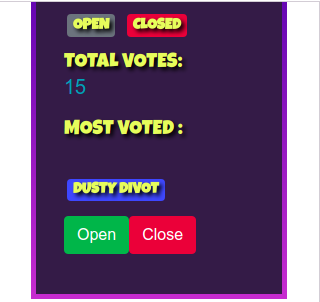 OPEN CLOSED
TOTAL VOTES:
15
MOST VOTED :
DUSTY DIVOT
Open Close